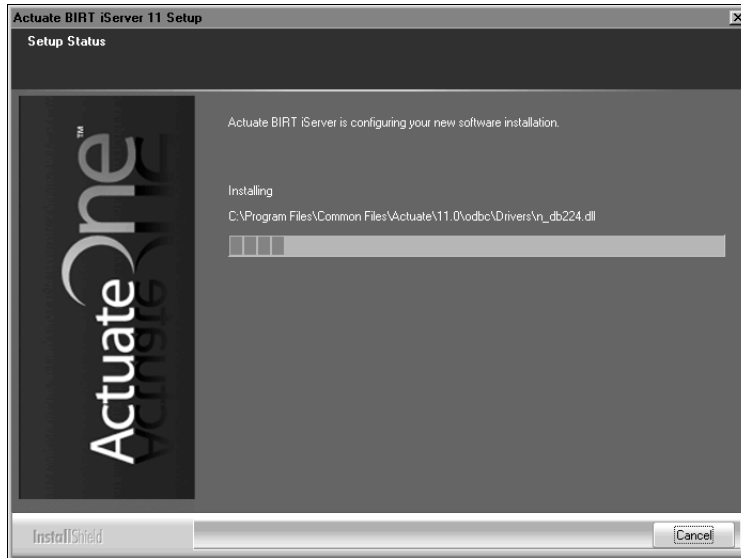 Actuate BIRT iServer 11 Setup
Setup Status
Actuate One™
Actuate BIRT iServer is configuring your new software installation.
Installing
C:\Program Files\Common Files\Actuate\11.0\odbc\Drivers\n_db224.dll
InstallShield
Cancel